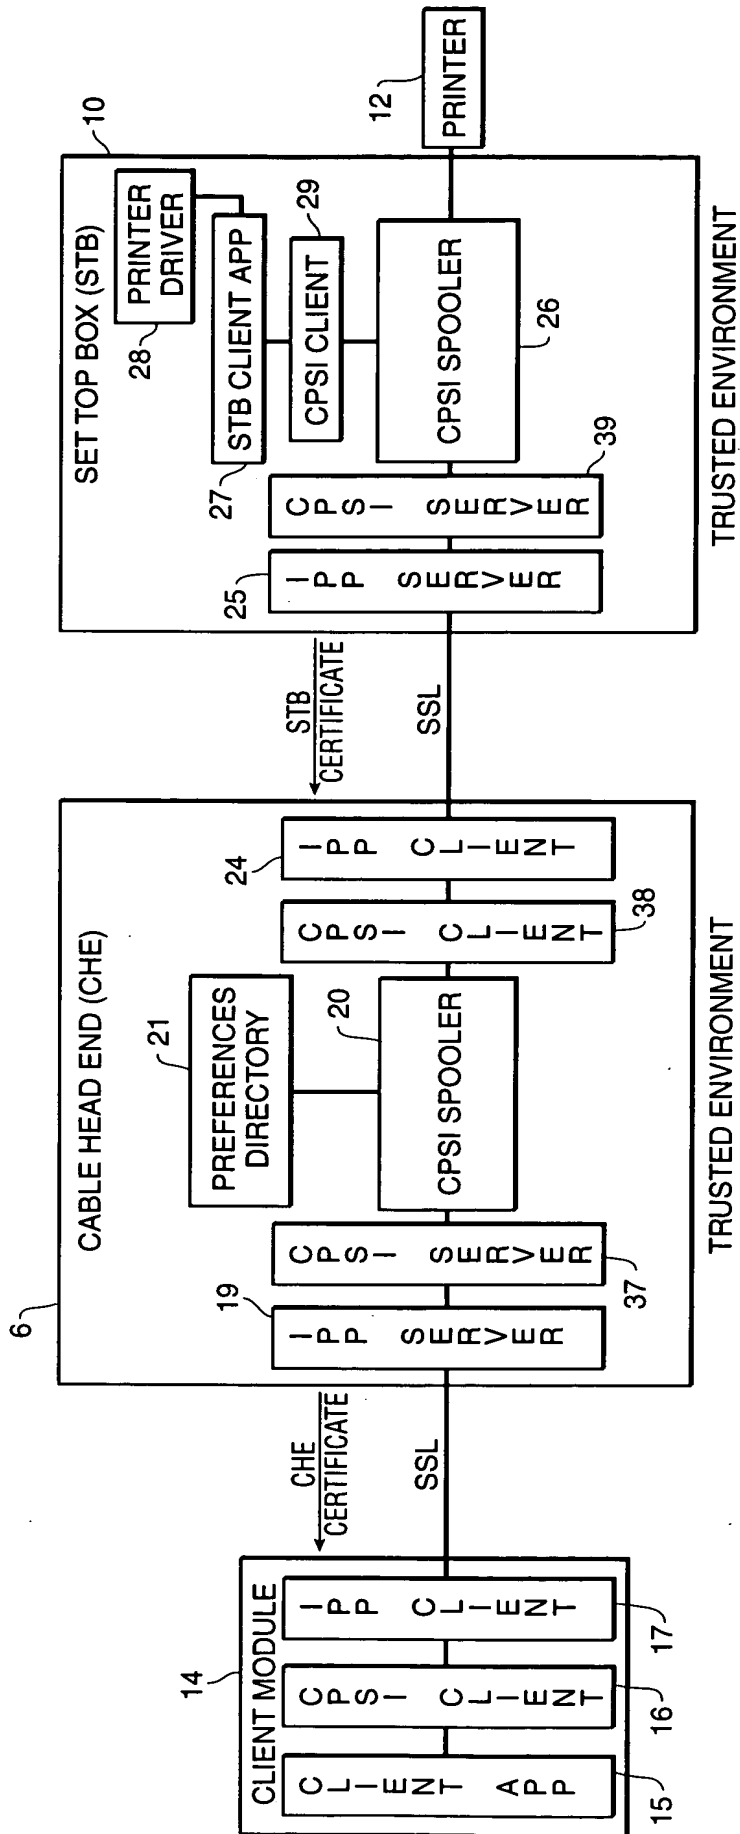 14
CLIENT MODULE
CLIENT APP
15
CPSI CLIENT
16
IPP CLIENT
17
CHE
CERTIFICATE
SSL
6
CABLE HEAD END (CHE)
19
IPP SERVER
CPSI SERVER
37
21
PREFERENCES
DIRECTORY
20
CPSI SPOOLER
CPSI CLIENT
38
24
IPP CLIENT
TRUSTED ENVIRONMENT
STB
CERTIFICATE
SSL
10
SET TOP BOX (STB)
25
IPP SERVER
CPSI SERVER
39
28
PRINTER
DRIVER
27
STB CLIENT APP
29
CPSI CLIENT
CPSI SPOOLER
26
TRUSTED ENVIRONMENT
12
PRINTER